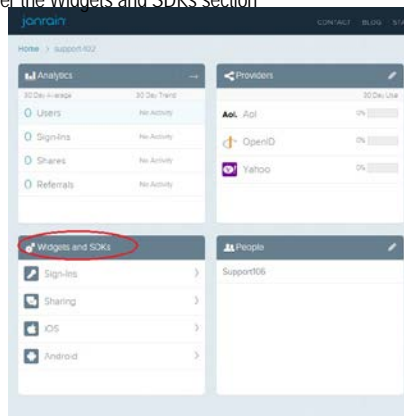 er the Widgets and SDKs section
janrain
CONTACT BLOG STA
Home > support-102
Analytics
30 Day Average 30 Day Trend
0 Users No Activity
0 Sign-Ins No Activity
0 Shares No Activity
0 Referrals No Activity
Providers
30 Day Use
Aol. Aol 0%
OpenID 0%
Yahoo 0%
Widgets and SDKs
Sign-Ins
Sharing
iOS
Android
People
Support106